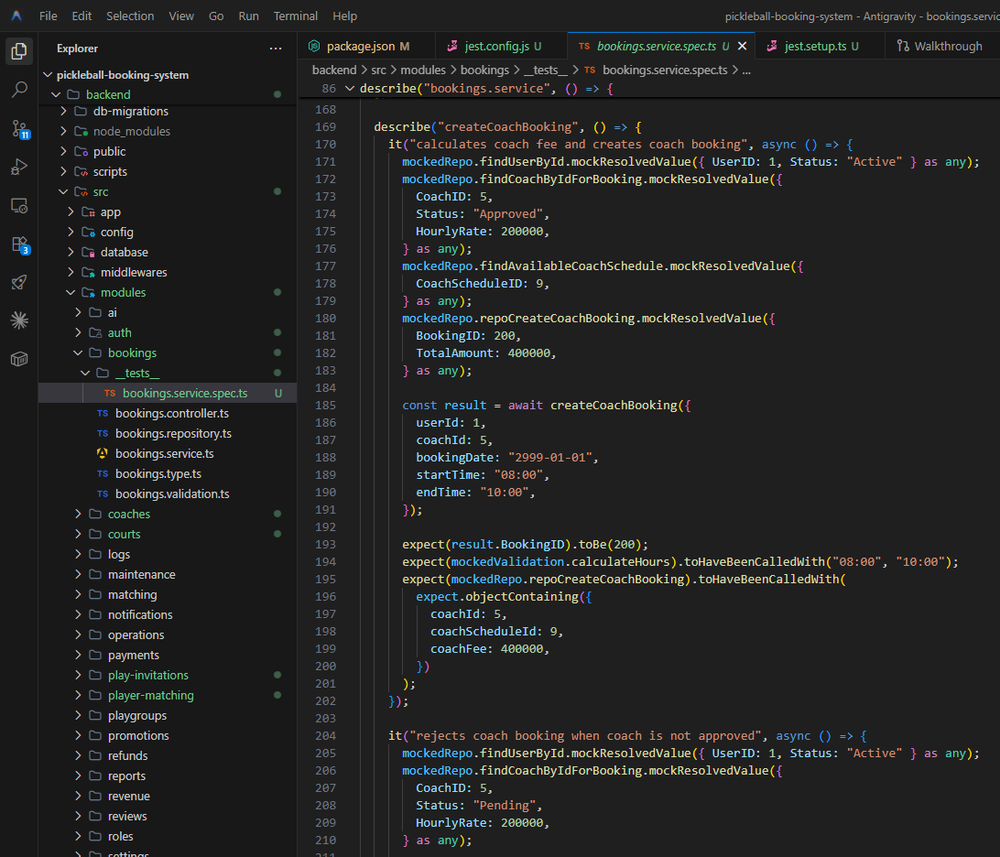 File Edit Selection View Go Run Terminal Help
pickleball-booking-system - Antigravity - bookings.servic
Explorer ...
pickleball-booking-system
backend
db-migrations
node_modules
public
scripts
src
app
config
database
middlewares
modules
ai
auth
bookings
__tests__
TS bookings.service.spec.ts U
TS bookings.controller.ts
TS bookings.repository.ts
bookings.service.ts
TS bookings.type.ts
TS bookings.validation.ts
coaches
courts
logs
maintenance
matching
notifications
operations
payments
play-invitations
player-matching
playgroups
promotions
refunds
reports
revenue
reviews
roles
settings
11
3
package.json M
jest.config.js U
TS bookings.service.spec.ts U
jest.setup.ts U
Walkthrough
backend > src > modules > bookings > __tests__ > TS bookings.service.spec.ts > ...
86 describe("bookings.service", () => {
168
169 describe("createCoachBooking", () => {
170 it("calculates coach fee and creates coach booking", async () => {
171 mockedRepo.findUserById.mockResolvedValue({ UserID: 1, Status: "Active" } as any);
172 mockedRepo.findCoachByIdForBooking.mockResolvedValue({
173 CoachID: 5,
174 Status: "Approved",
175 HourlyRate: 200000,
176 } as any);
177 mockedRepo.findAvailableCoachSchedule.mockResolvedValue({
178 CoachScheduleID: 9,
179 } as any);
180 mockedRepo.repoCreateCoachBooking.mockResolvedValue({
181 BookingID: 200,
182 TotalAmount: 400000,
183 } as any);
184
185 const result = await createCoachBooking({
186 userId: 1,
187 coachId: 5,
188 bookingDate: "2999-01-01",
189 startTime: "08:00",
190 endTime: "10:00",
191 });
192
193 expect(result.BookingID).toBe(200);
194 expect(mockedValidation.calculateHours).toHaveBeenCalledWith("08:00", "10:00");
195 expect(mockedRepo.repoCreateCoachBooking).toHaveBeenCalledWith(
196 expect.objectContaining({
197 coachId: 5,
198 coachScheduleId: 9,
199 coachFee: 400000,
200 })
201 );
202 });
203
204 it("rejects coach booking when coach is not approved", async () => {
205 mockedRepo.findUserById.mockResolvedValue({ UserID: 1, Status: "Active" } as any);
206 mockedRepo.findCoachByIdForBooking.mockResolvedValue({
207 CoachID: 5,
208 Status: "Pending",
209 HourlyRate: 200000,
210 } as any);
211